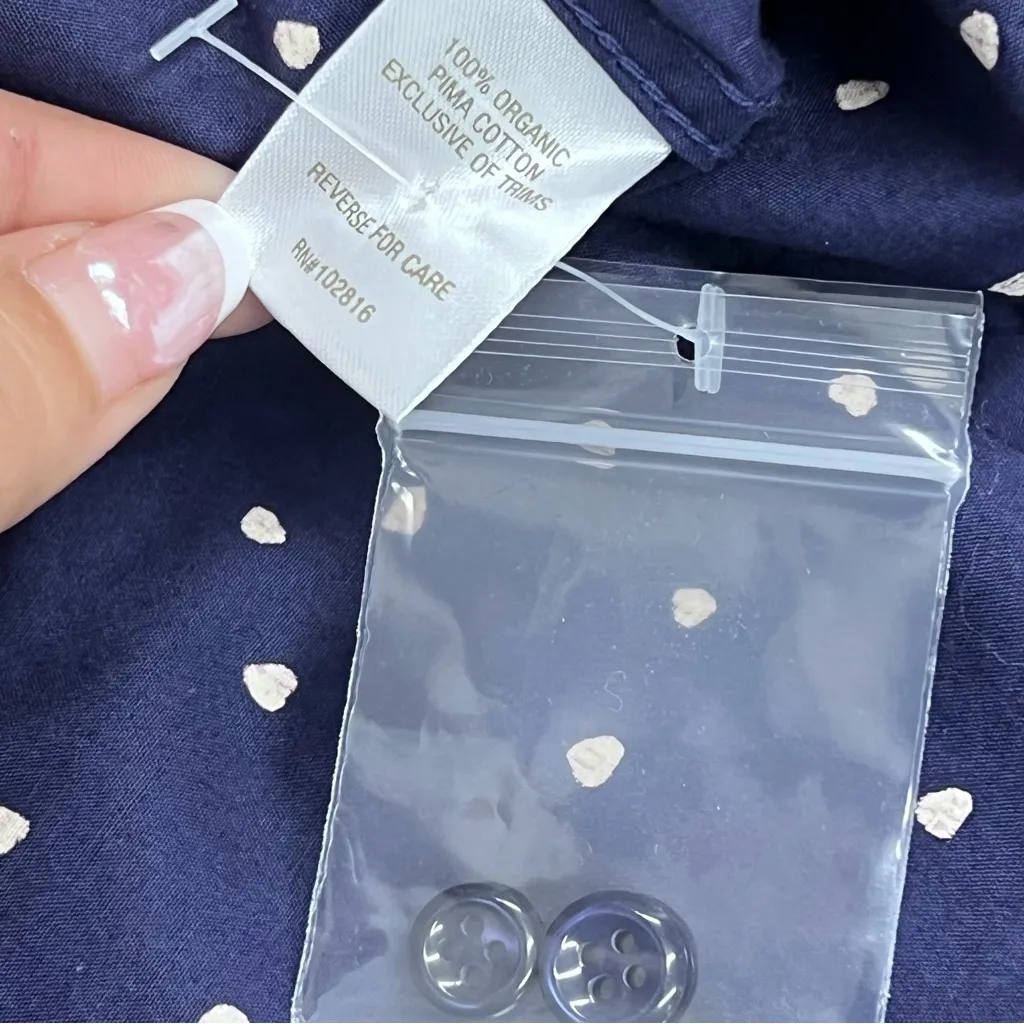 100% ORGANIC
PIMA COTTON
EXCLUSIVE OF TRIMS
REVERSE FOR CARE
RN#102816